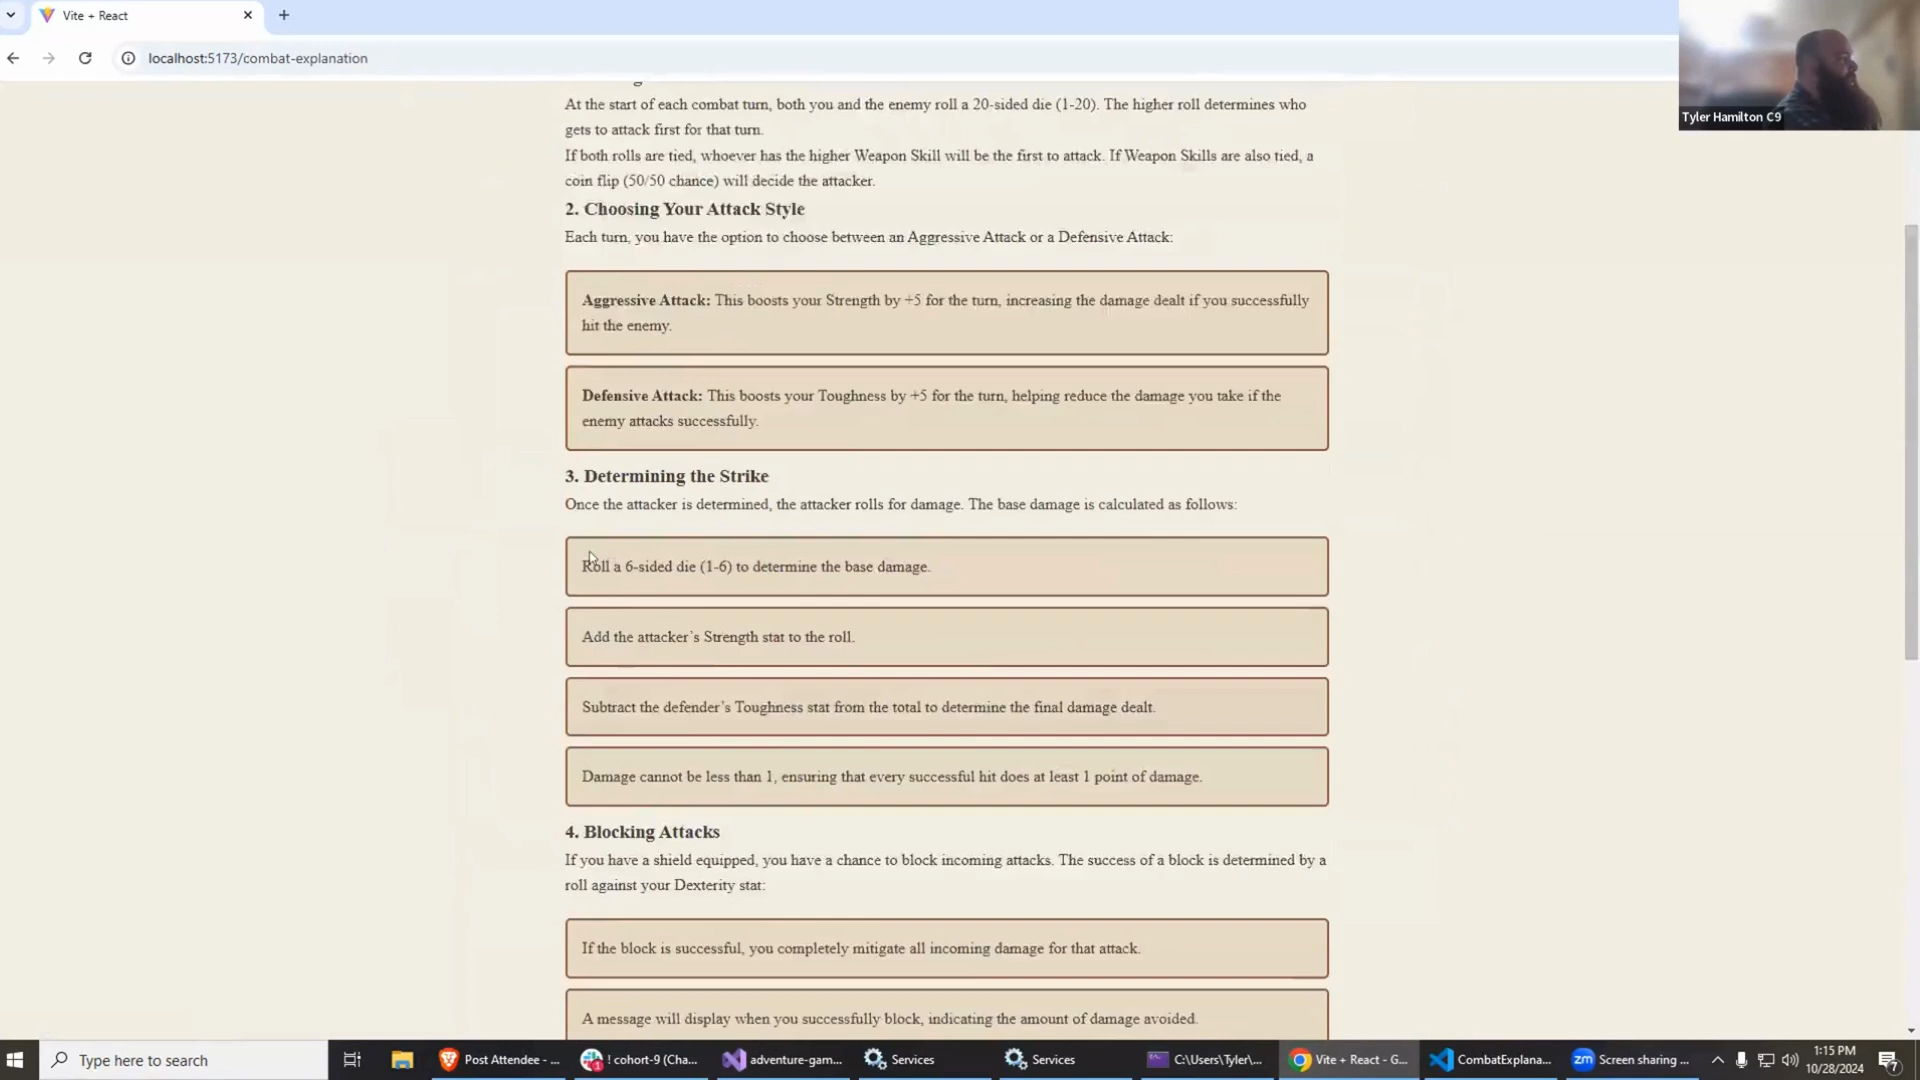 Vite + React
localhost:5173/combat-explanation
Tyler Hamilton C9
At the start of each combat turn, both you and the enemy roll a 20-sided die (1-20). The higher roll determines who
gets to attack first for that turn.
If both rolls are tied, whoever has the higher Weapon Skill will be the first to attack. If Weapon Skills are also tied, a
coin flip (50/50 chance) will decide the attacker.
2. Choosing Your Attack Style
Each turn, you have the option to choose between an Aggressive Attack or a Defensive Attack:
Aggressive Attack: This boosts your Strength by +5 for the turn, increasing the damage dealt if you successfully
hit the enemy.
Defensive Attack: This boosts your Toughness by +5 for the turn, helping reduce the damage you take if the
enemy attacks successfully.
3. Determining the Strike
Once the attacker is determined, the attacker rolls for damage. The base damage is calculated as follows:
Roll a 6-sided die (1-6) to determine the base damage.
Add the attacker’s Strength stat to the roll.
Subtract the defender’s Toughness stat from the total to determine the final damage dealt.
Damage cannot be less than 1, ensuring that every successful hit does at least 1 point of damage.
4. Blocking Attacks
If you have a shield equipped, you have a chance to block incoming attacks. The success of a block is determined by a
roll against your Dexterity stat:
If the block is successful, you completely mitigate all incoming damage for that attack.
A message will display when you successfully block, indicating the amount of damage avoided.
Type here to search
Post Attendee - ...
! cohort-9 (Cha...
adventure-gam...
Services
Services
C:\Users\Tyler\...
Vite + React - G...
CombatExplana...
zm
Screen sharing ...
1:15 PM
10/28/2024
7